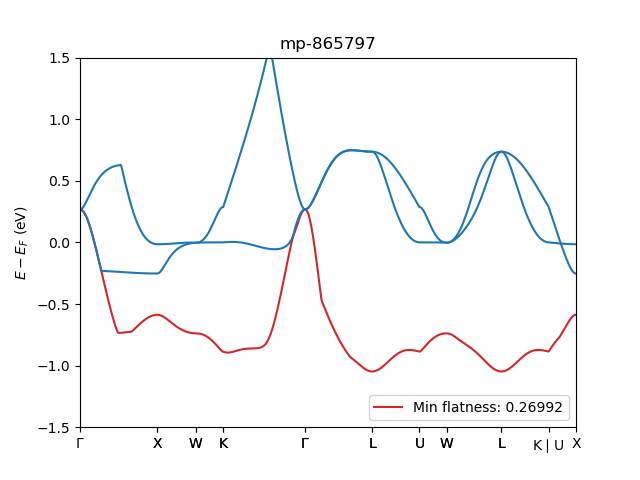 mp-865797
1.5
1.0
0.5
0.0
−0.5
−1.0
−1.5
E − E_F (eV)
Min flatness: 0.26992
Γ X W K Γ L U W L K | U X